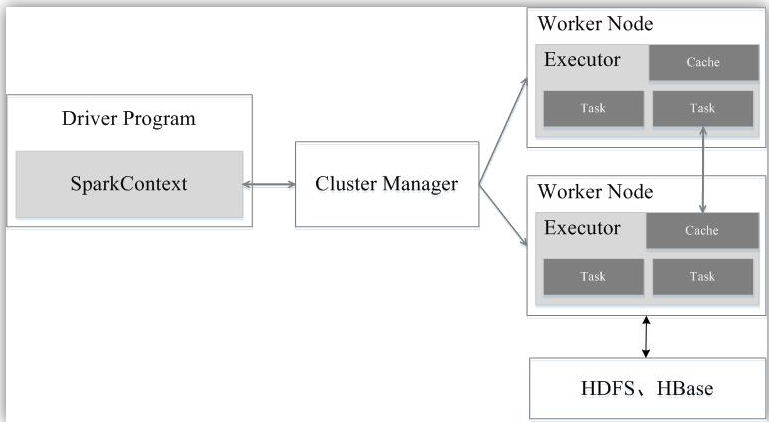 Driver Program
SparkContext
Cluster Manager
Worker Node
Executor
Cache
Task
Task
Worker Node
Executor
Cache
Task
Task
HDFS、HBase